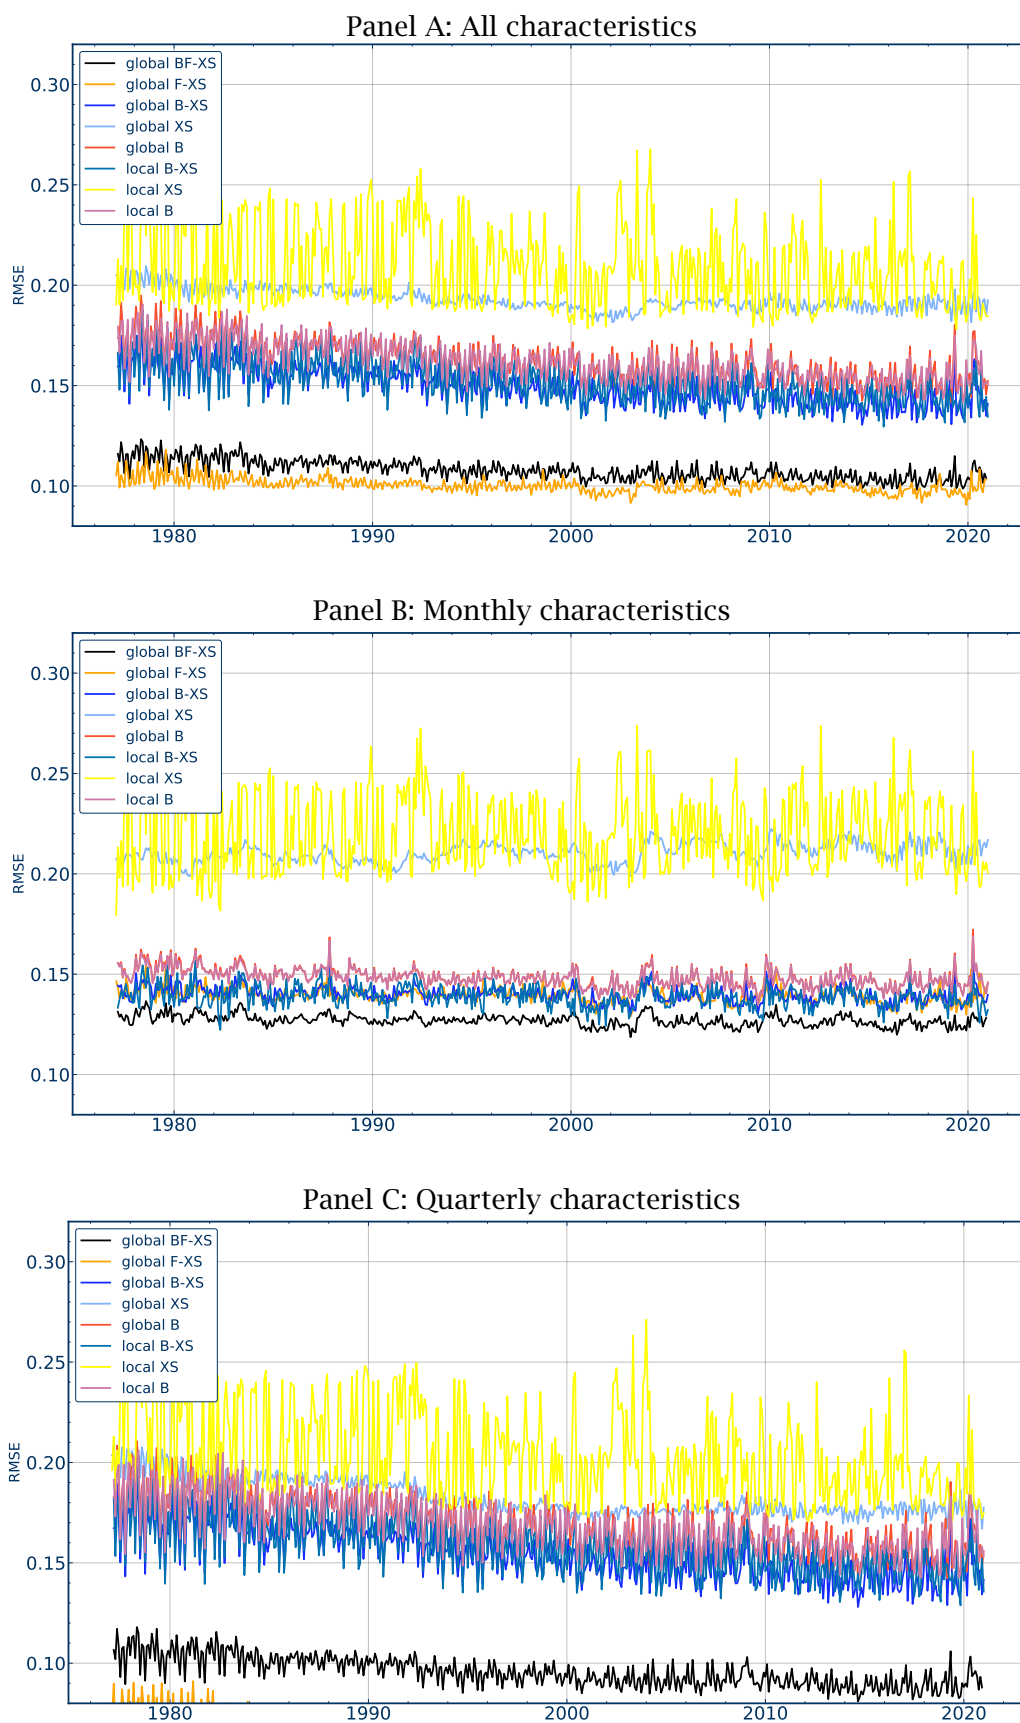 Panel A: All characteristics
global BF-XS
global F-XS
global B-XS
global XS
global B
local B-XS
local XS
local B
0.30
0.25
0.20
0.15
0.10
RMSE
1980 1990 2000 2010 2020
Panel B: Monthly characteristics
global BF-XS
global F-XS
global B-XS
global XS
global B
local B-XS
local XS
local B
0.30
0.25
0.20
0.15
0.10
RMSE
1980 1990 2000 2010 2020
Panel C: Quarterly characteristics
global BF-XS
global F-XS
global B-XS
global XS
global B
local B-XS
local XS
local B
0.30
0.25
0.20
0.15
0.10
RMSE
1980 1990 2000 2010 2020